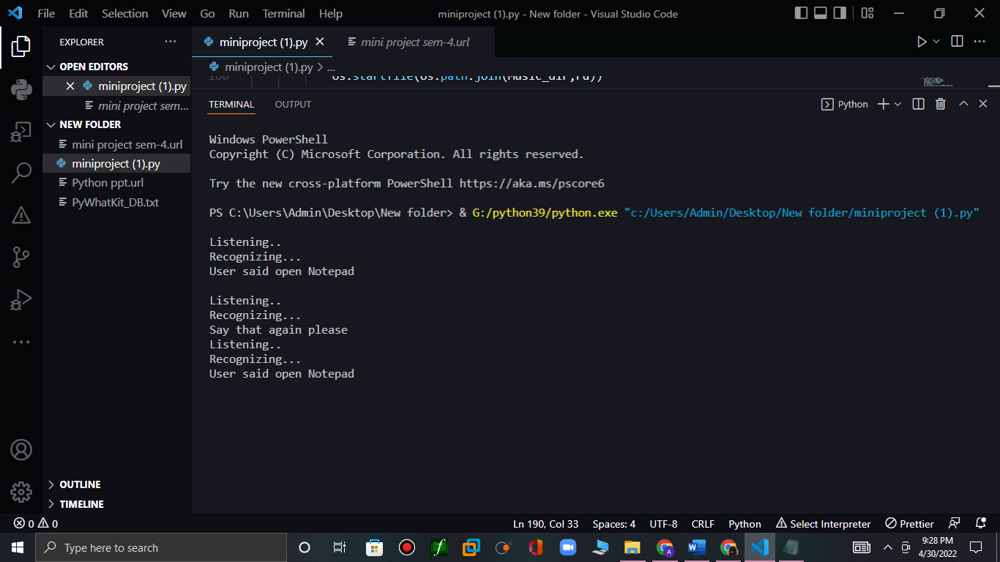 File Edit Selection View Go Run Terminal Help
miniproject (1).py - New folder - Visual Studio Code
EXPLORER
OPEN EDITORS
miniproject (1).py
mini project sem...
NEW FOLDER
mini project sem-4.url
miniproject (1).py
Python ppt.url
PyWhatKit_DB.txt
OUTLINE
TIMELINE
miniproject (1).py
mini project sem-4.url
miniproject (1).py > ...
os.startfile(os.path.join(Music_dir,rd))
TERMINAL OUTPUT
Python
Windows PowerShell
Copyright (C) Microsoft Corporation. All rights reserved.
Try the new cross-platform PowerShell https://aka.ms/pscore6
PS C:\Users\Admin\Desktop\New folder> & G:/python39/python.exe "c:/Users/Admin/Desktop/New folder/miniproject (1).py"
Listening..
Recognizing...
User said open Notepad
Listening..
Recognizing...
Say that again please
Listening..
Recognizing...
User said open Notepad
0 0
Ln 190, Col 33 Spaces: 4 UTF-8 CRLF Python Select Interpreter Prettier
Type here to search
9:28 PM
4/30/2022